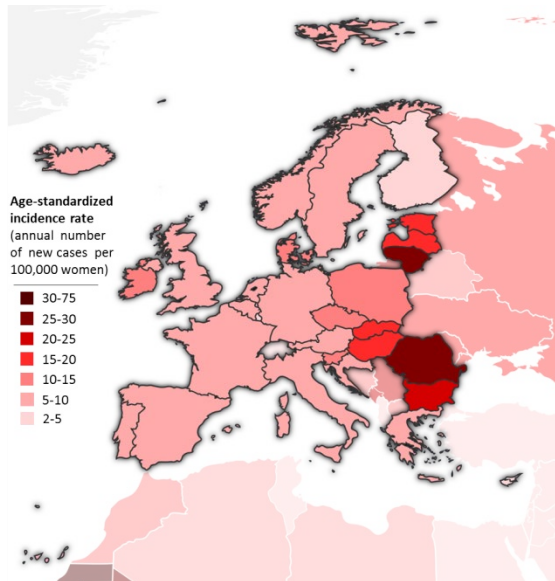 Age-standardized
incidence rate
(annual number
of new cases per
100,000 women)
30-75
25-30
20-25
15-20
10-15
5-10
2-5